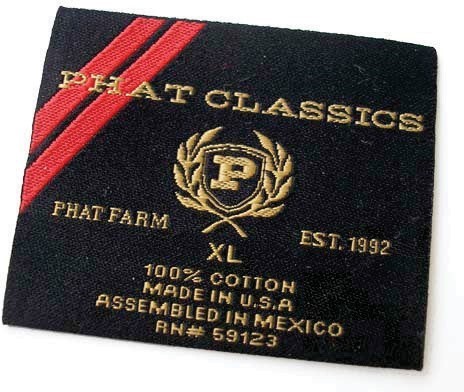 PHAT CLASSICS
P
PHAT FARM
EST. 1992
XL
100% COTTON
MADE IN U.S.A
ASSEMBLED IN MEXICO
RN# 59123